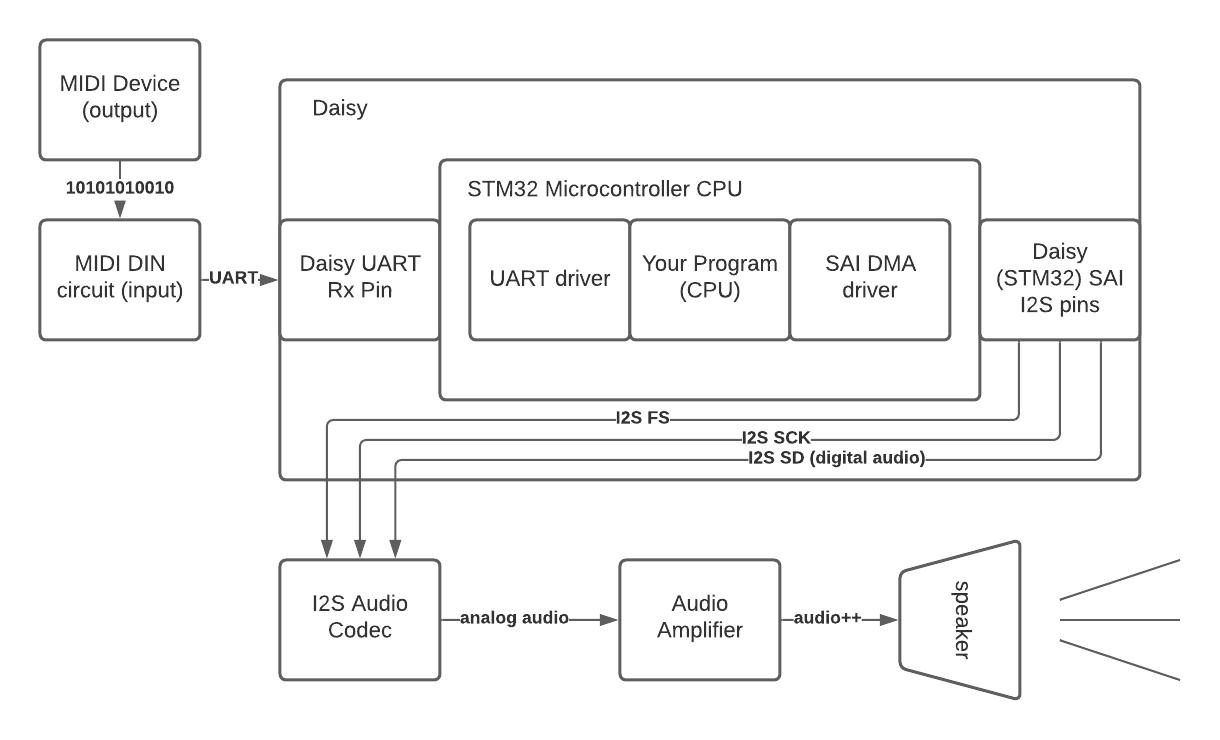 MIDI Device
(output)
10101010010
MIDI DIN
circuit (input)
UART
Daisy
Daisy UART
Rx Pin
STM32 Microcontroller CPU
UART driver
Your Program
(CPU)
SAI DMA
driver
Daisy
(STM32) SAI
I2S pins
I2S FS
I2S SCK
I2S SD (digital audio)
I2S Audio
Codec
analog audio
Audio
Amplifier
audio++
speaker